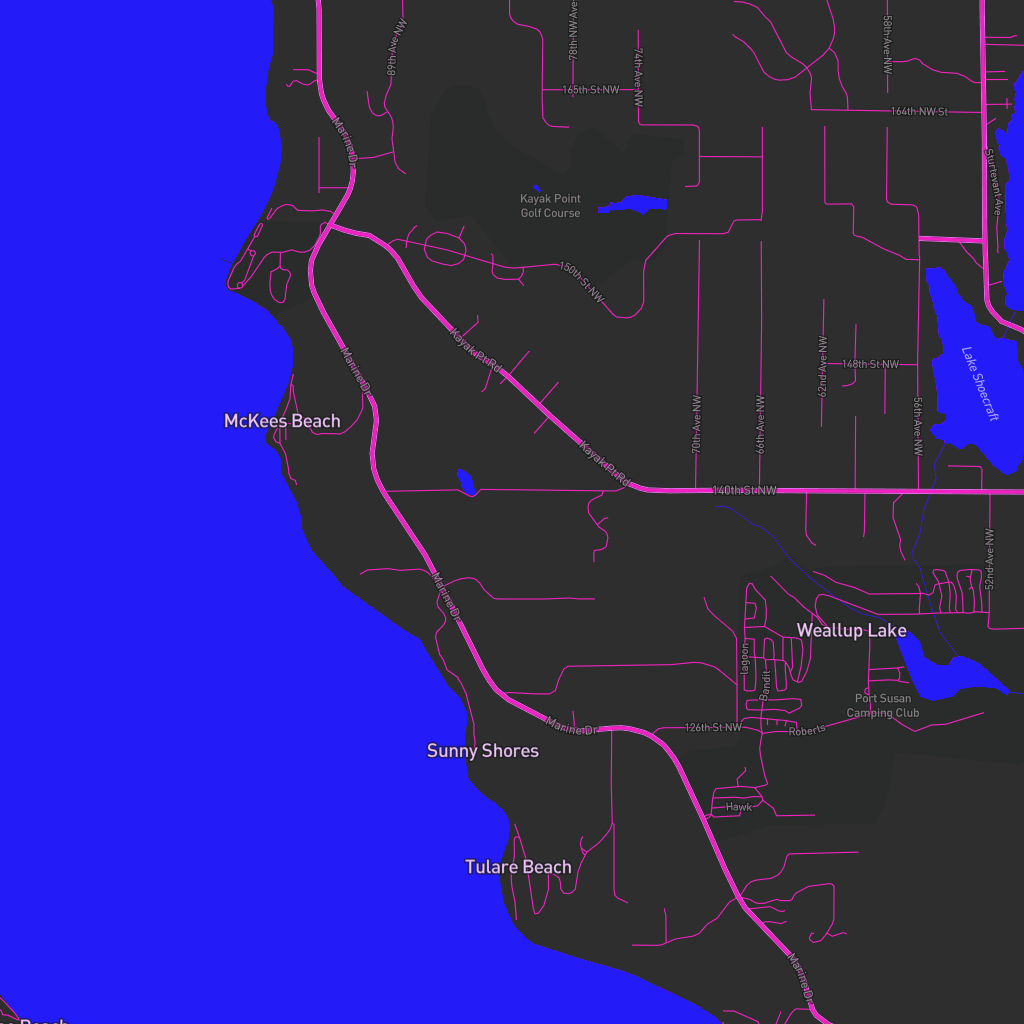 89th Ave NW
78th NW Ave
74th Ave NW
58th Ave NW
165th St NW
164th NW St
Marine Dr
Sturtevant Ave
Kayak Point
Golf Course
150th St NW
Kayak Pt Rd
Marine Dr
62nd Ave NW
148th St NW
Lake Shoecraft
McKees Beach
70th Ave NW
66th Ave NW
56th Ave NW
Kayak Pt Rd
140th St NW
52nd Ave NW
Marine Dr
Weallup Lake
lagoon
Bandit
Port Susan
Camping Club
Marine Dr
126th St NW
Roberts
Sunny Shores
Hawk
Tulare Beach
Marine Dr
Beach